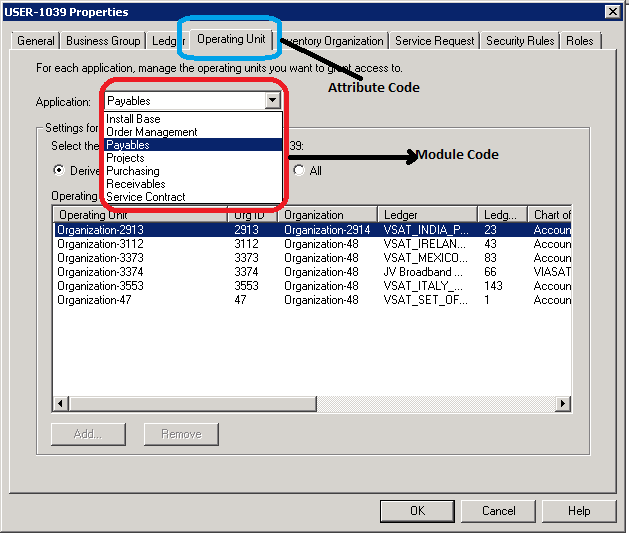 USER-1039 Properties
General Business Group Ledger Operating Unit Inventory Organization Service Request Security Rules Roles
For each application, manage the operating units you want to grant access to.
Attribute Code
Application: Payables
Install Base
Order Management
Payables
Projects
Purchasing
Receivables
Service Contract
Module Code
Settings for
Select the 39:
Derive All
Operating
Operating Unit Org ID Organization Ledger Ledg... Chart of
Organization-2913 2913 Organization-2914 VSAT_INDIA_P... 23 Accoun
Organization-3112 3112 Organization-48 VSAT_IRELAN... 43 Accoun
Organization-3373 3373 Organization-48 VSAT_MEXICO... 83 Accoun
Organization-3374 3374 Organization-48 JV Broadband ... 66 VIASAT
Organization-3553 3553 Organization-48 VSAT_ITALY_... 143 Accoun
Organization-47 47 Organization-48 VSAT_SET_OF... 1 Accoun
Add... Remove
OK Cancel Help